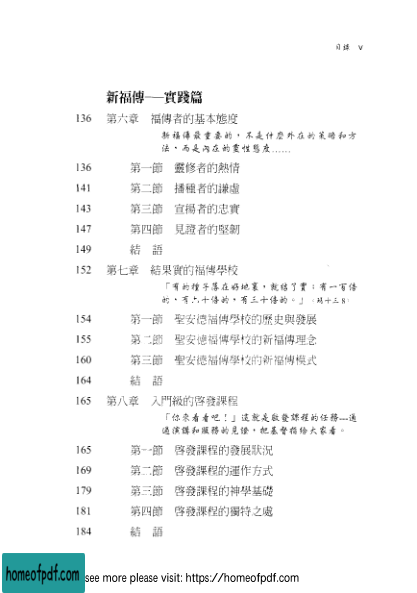 目錄 v
新福傳──實踐篇
136 第六章 福傳者的基本態度
新福傳最重要的，不是什麼外在的策略和方
法，而是內在的靈性態度……
136 第一節 靈修者的熱情
141 第二節 播種者的謙虛
143 第三節 宣揚者的忠實
147 第四節 見證者的堅韌
149 結 語
152 第七章 結果實的福傳學校
「有的種子落在好地裏，就結了實：有一百倍
的，有六十倍的，有三十倍的。」（瑪十三8）
154 第一節 聖安德福傳學校的歷史與發展
155 第二節 聖安德福傳學校的新福傳理念
160 第三節 聖安德福傳學校的新福傳模式
164 結 語
165 第八章 入門級的啓發課程
「你來看看吧！」這就是啟發課程的任務──通
過演講和服務的見證，把基督指給大家看。
165 第一節 啓發課程的發展狀況
169 第二節 啓發課程的運作方式
179 第三節 啓發課程的神學基礎
181 第四節 啓發課程的獨特之處
184 結 語
homeofpdf.com
see more please visit: https://homeofpdf.com